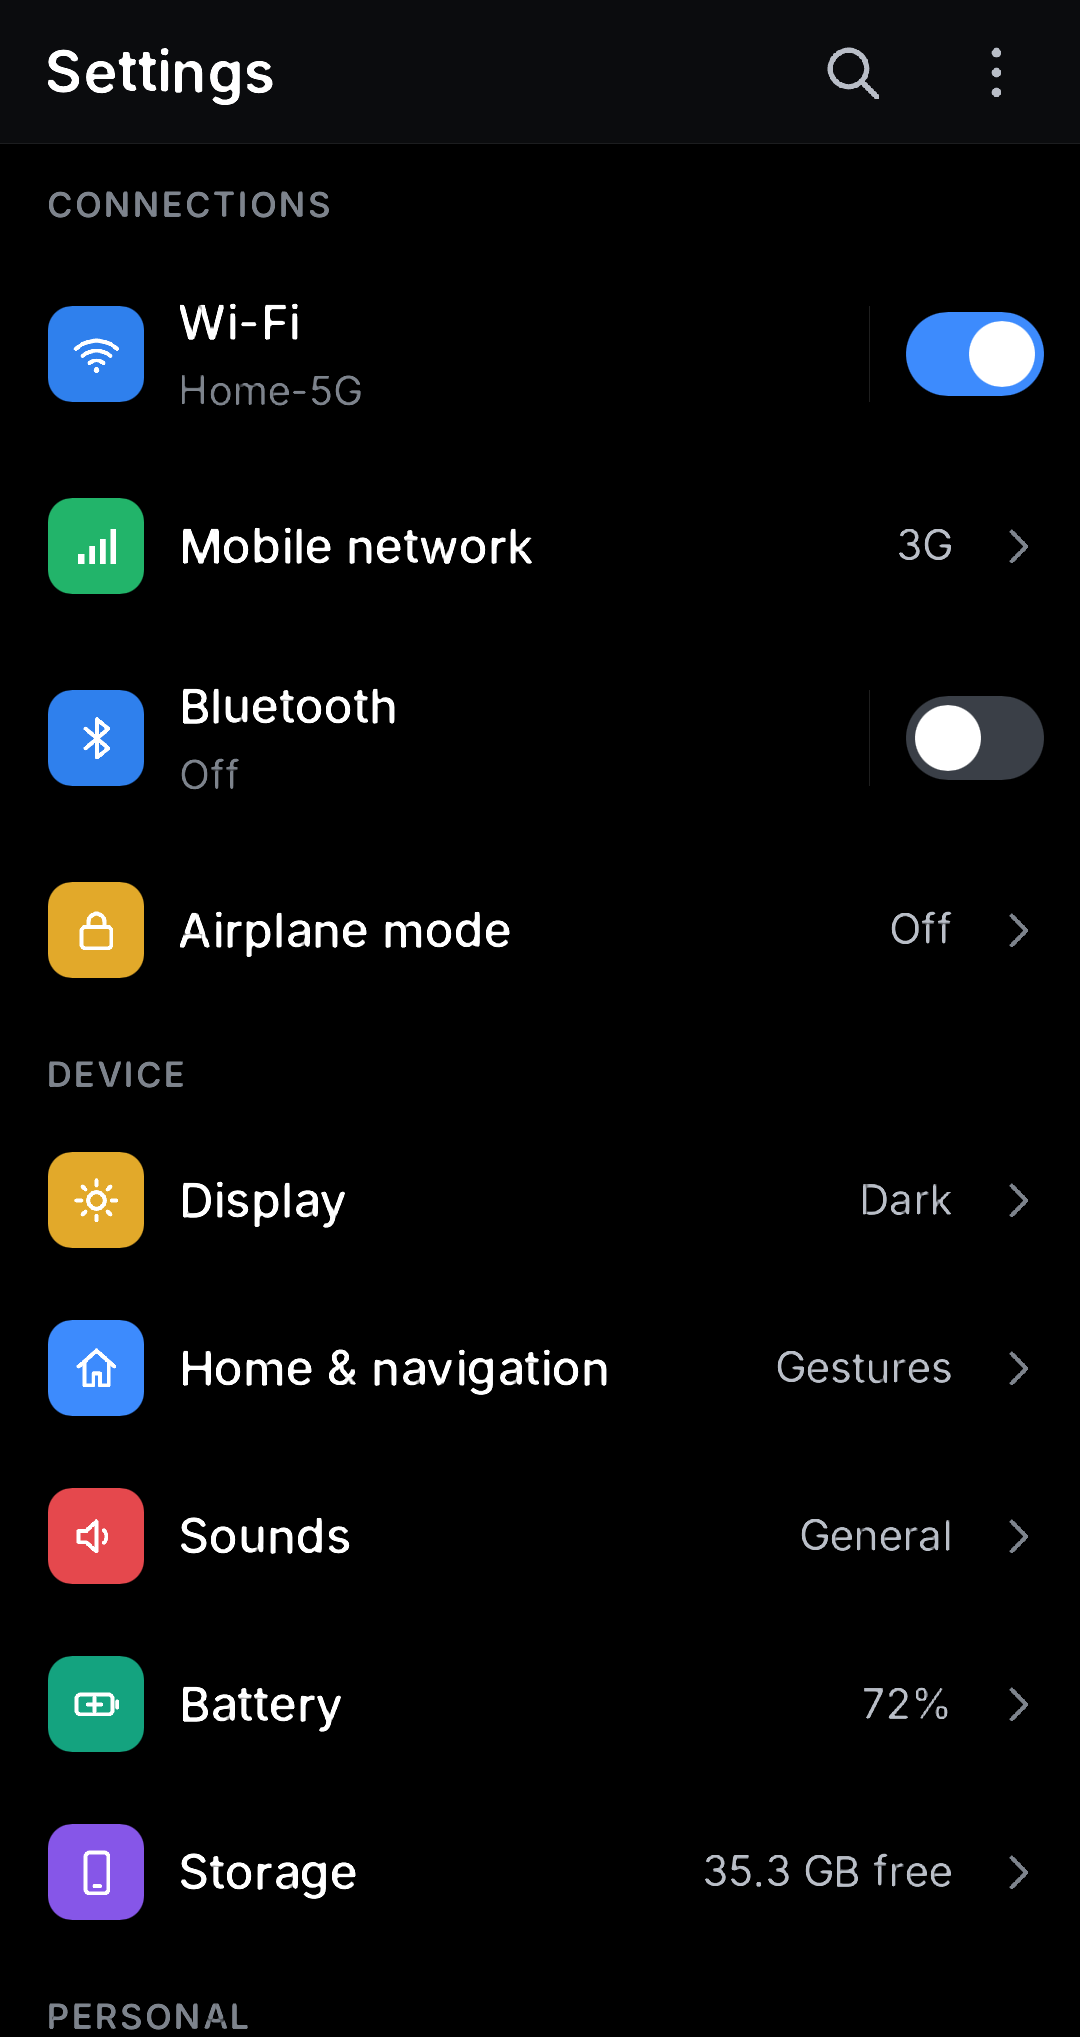 Settings
CONNECTIONS
Wi-Fi
Home-5G
Mobile network 3G
Bluetooth
Off
Airplane mode Off
DEVICE
Display Dark
Home & navigation Gestures
Sounds General
Battery 72%
Storage 35.3 GB free
PERSONAL